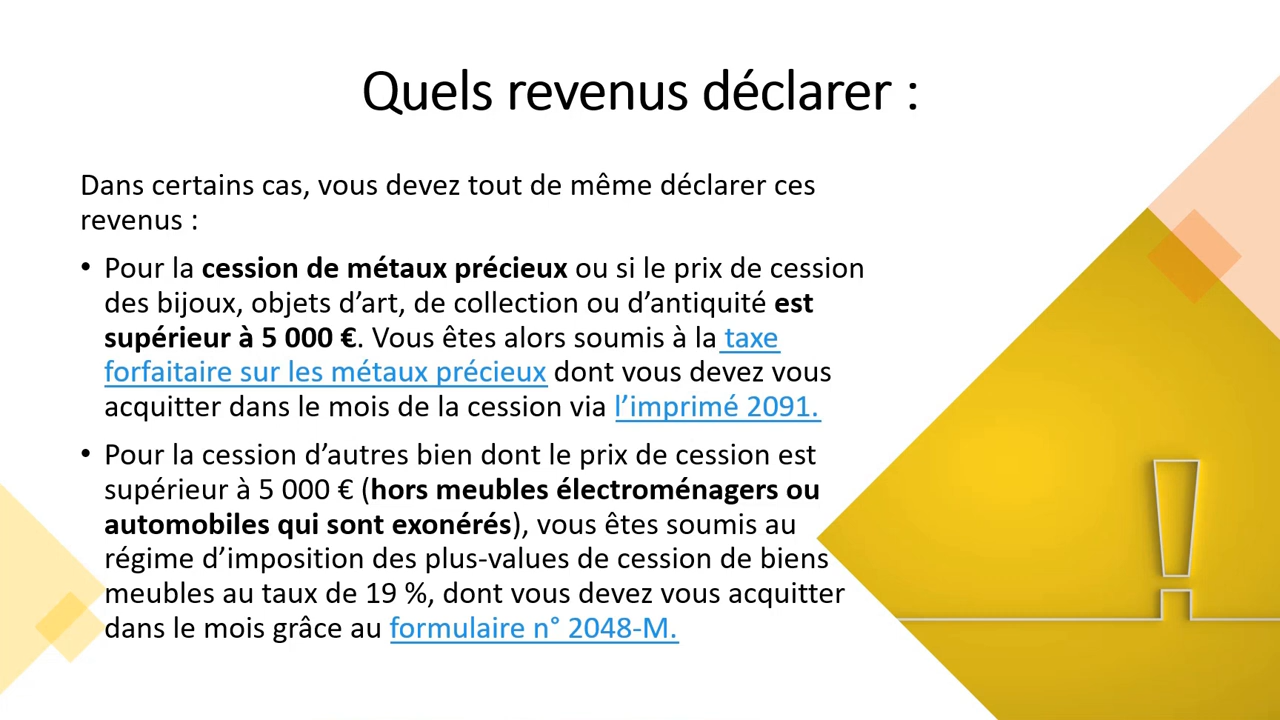 Quels revenus déclarer :
Dans certains cas, vous devez tout de même déclarer ces
revenus :
• Pour la cession de métaux précieux ou si le prix de cession
des bijoux, objets d’art, de collection ou d’antiquité est
supérieur à 5 000 €. Vous êtes alors soumis à la taxe
forfaitaire sur les métaux précieux dont vous devez vous
acquitter dans le mois de la cession via l’imprimé 2091.
• Pour la cession d’autres bien dont le prix de cession est
supérieur à 5 000 € (hors meubles électroménagers ou
automobiles qui sont exonérés), vous êtes soumis au
régime d’imposition des plus-values de cession de biens
meubles au taux de 19 %, dont vous devez vous acquitter
dans le mois grâce au formulaire n° 2048-M.